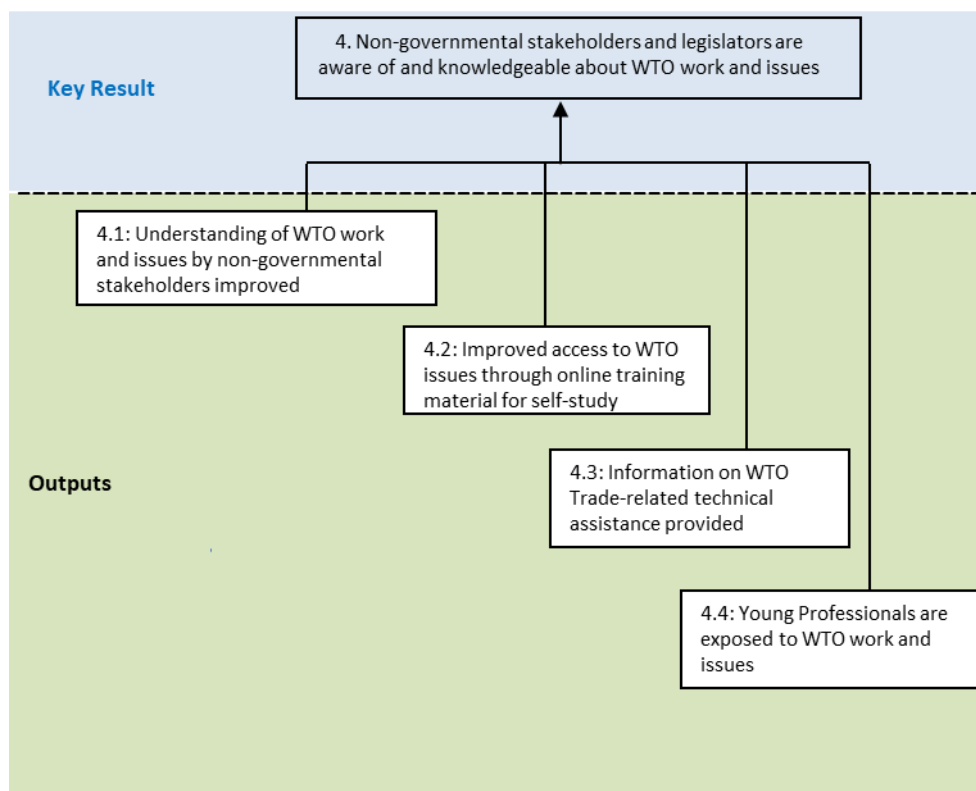 4. Non-governmental stakeholders and legislators are
aware of and knowledgeable about WTO work and issues
Key Result
4.1: Understanding of WTO work
and issues by non-governmental
stakeholders improved
4.2: Improved access to WTO
issues through online training
material for self-study
4.3: Information on WTO
Trade-related technical
assistance provided
Outputs
4.4: Young Professionals are
exposed to WTO work and
issues